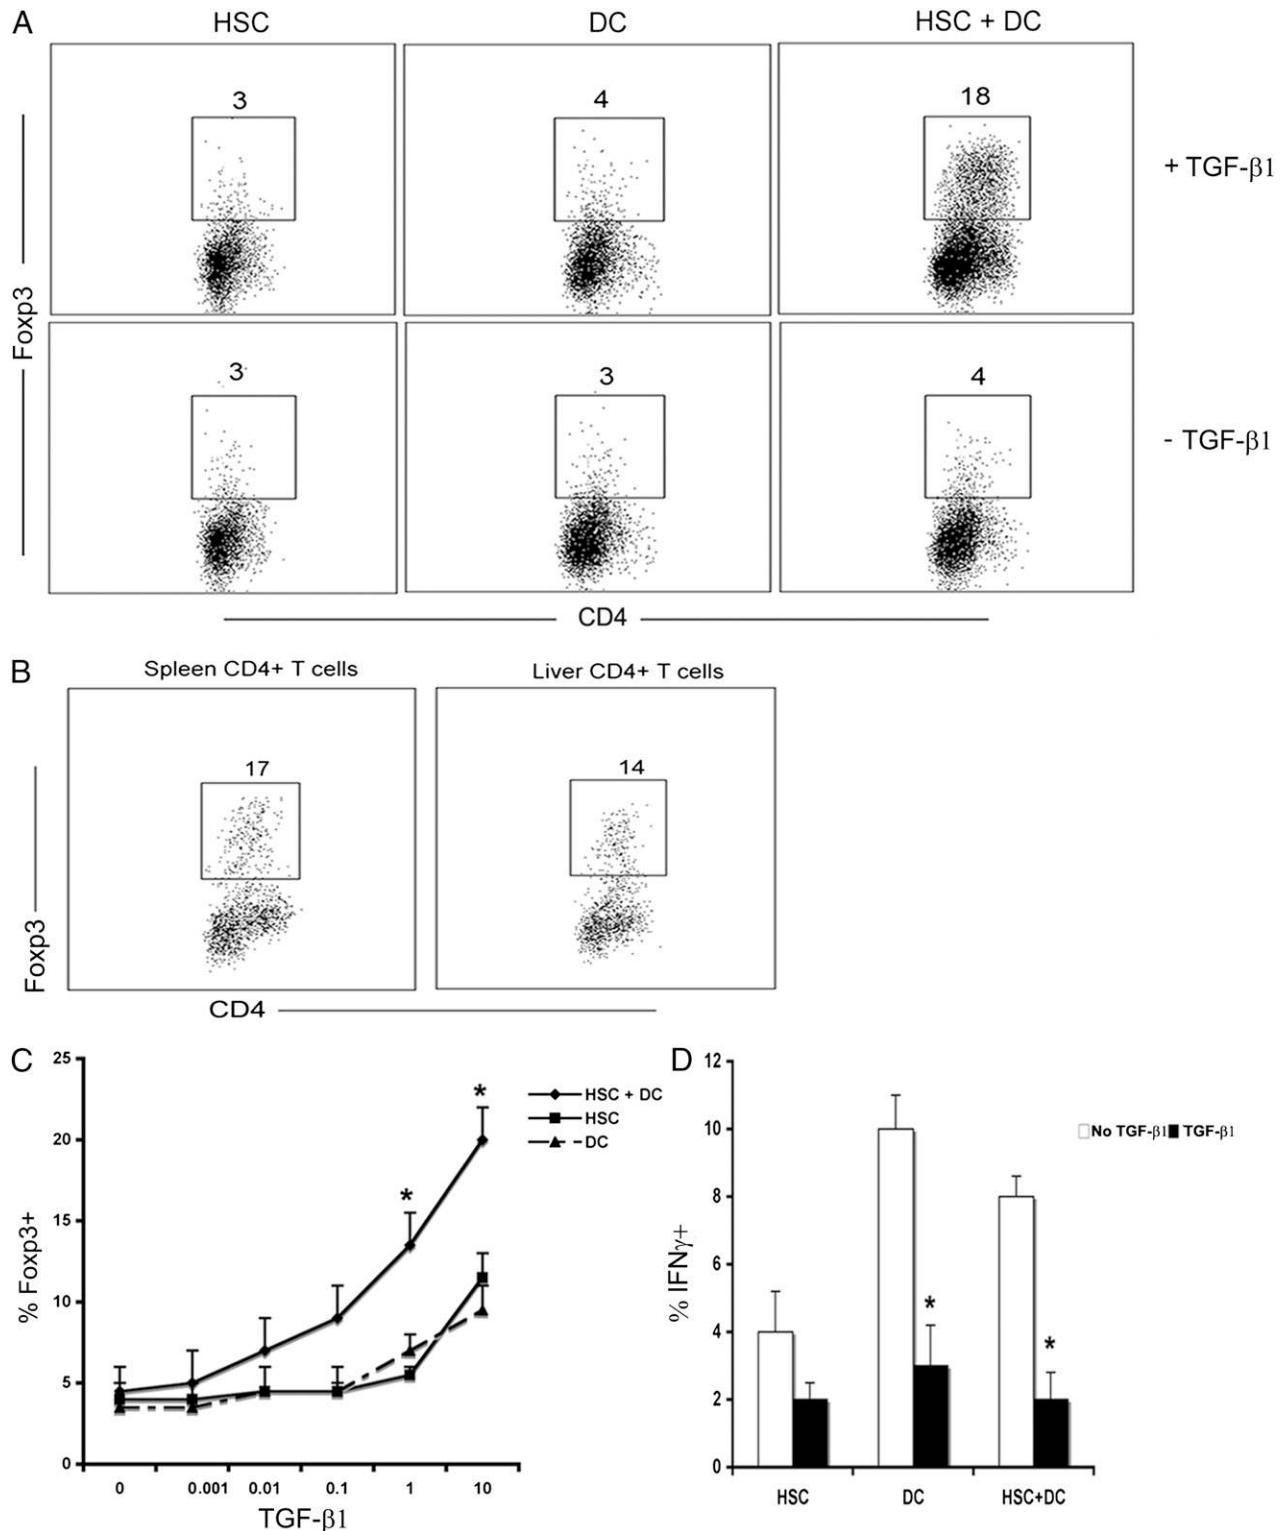 A
HSC DC HSC + DC
3 4 18
+ TGF-β1
Foxp3
3 3 4
- TGF-β1
CD4
B
Spleen CD4+ T cells Liver CD4+ T cells
17 14
Foxp3
CD4
C
25
20
15
10
5
0
% Foxp3+
* *
HSC + DC
HSC
DC
0 0.001 0.01 0.1 1 10
TGF-β1
D
12
10
8
6
4
2
0
% IFNγ+
No TGF-β1 TGF-β1
* *
HSC DC HSC+DC